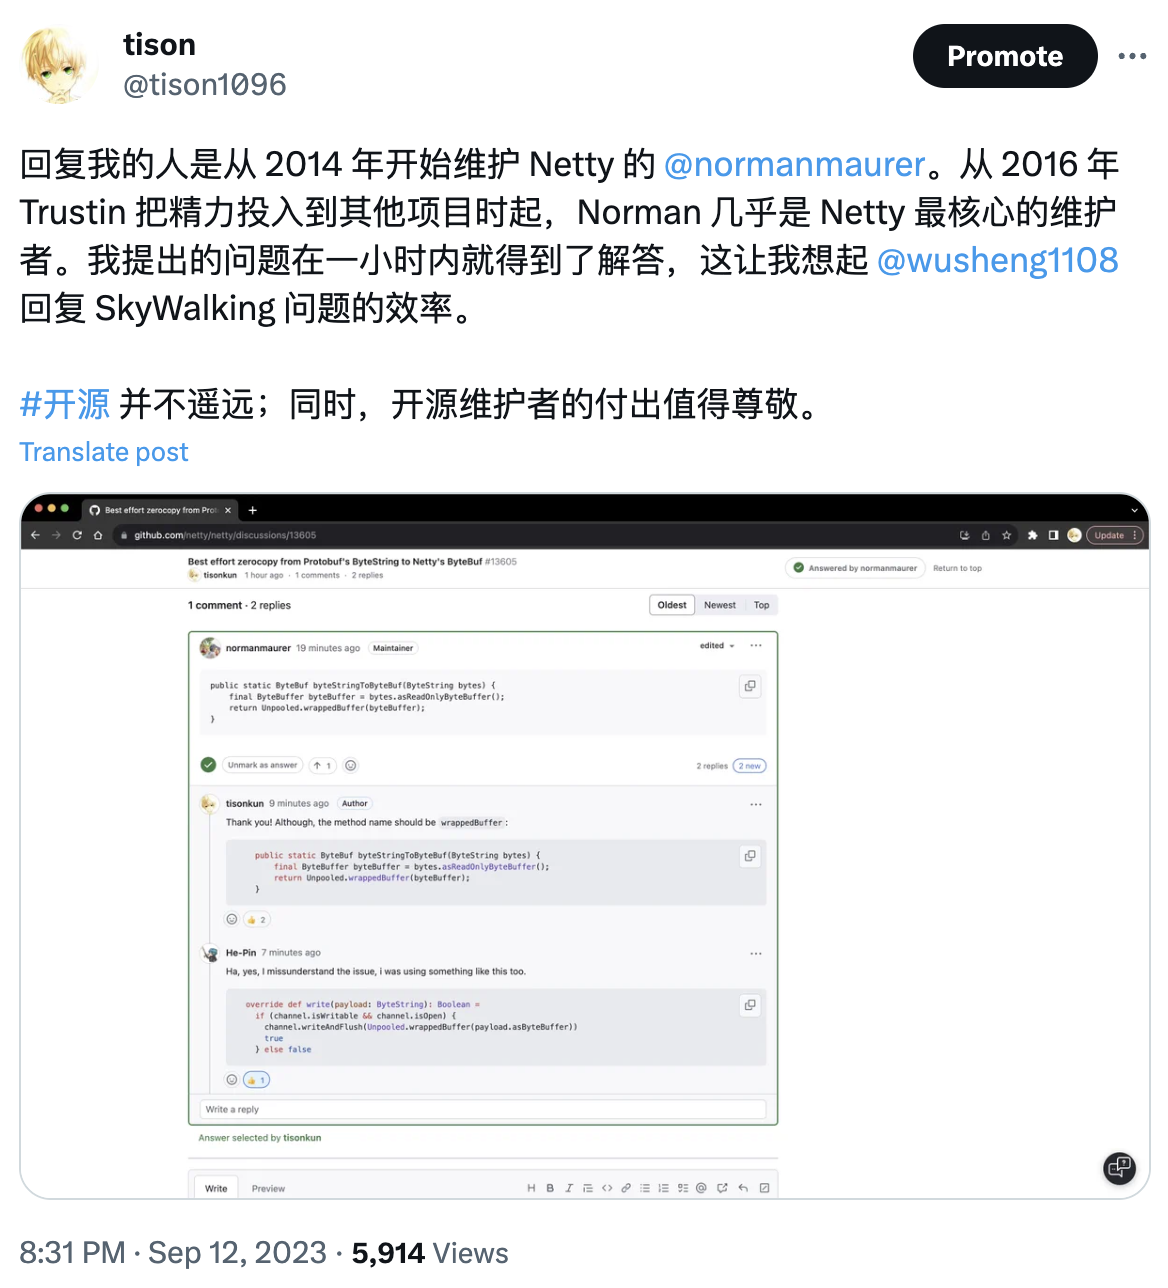 tison
@tison1096
Promote
回复我的人是从 2014 年开始维护 Netty 的 @normanmaurer。从 2016 年
Trustin 把精力投入到其他项目时起，Norman 几乎是 Netty 最核心的维护
者。我提出的问题在一小时内就得到了解答，这让我想起 @wusheng1108
回复 SkyWalking 问题的效率。
#开源 并不遥远；同时，开源维护者的付出值得尊敬。
Translate post
Best effort zerocopy from Prot
github.com/netty/netty/discussions/13605
Update
Best effort zerocopy from Protobuf's ByteString to Netty's ByteBuf #13605
tisonkun 1 hour ago · 1 comments · 2 replies
Answered by normanmaurer
Return to top
1 comment · 2 replies
Oldest Newest Top
normanmaurer 19 minutes ago Maintainer
edited
public static ByteBuf byteStringToByteBuf(ByteString bytes) {
final ByteBuffer byteBuffer = bytes.asReadOnlyByteBuffer();
return Unpooled.wrappedBuffer(byteBuffer);
}
Unmark as answer
1
2 replies 2 new
tisonkun 9 minutes ago Author
Thank you! Although, the method name should be wrappedBuffer :
public static ByteBuf byteStringToByteBuf(ByteString bytes) {
final ByteBuffer byteBuffer = bytes.asReadOnlyByteBuffer();
return Unpooled.wrappedBuffer(byteBuffer);
}
👍 2
He-Pin 7 minutes ago
Ha, yes, I missunderstand the issue, i was using something like this too.
override def write(payload: ByteString): Boolean =
if (channel.isWritable && channel.isOpen) {
channel.writeAndFlush(Unpooled.wrappedBuffer(payload.asByteBuffer))
true
} else false
👍 1
Write a reply
Answer selected by tisonkun
Write Preview
8:31 PM · Sep 12, 2023 · 5,914 Views